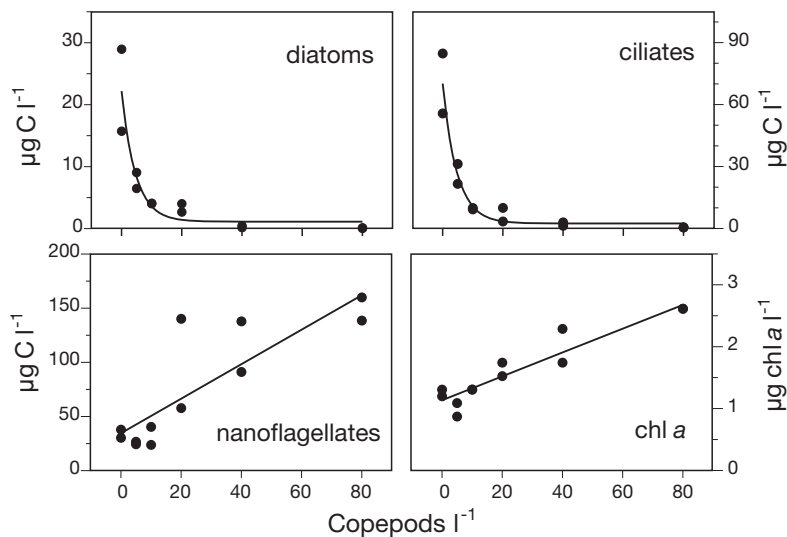 diatoms
ciliates
30
20
10
0
µg C l⁻¹
90
60
30
0
µg C l⁻¹
200
150
100
50
0
µg C l⁻¹
nanoflagellates
chl a
3
2
1
0
µg chl a l⁻¹
0 20 40 60 80
0 20 40 60 80
Copepods l⁻¹